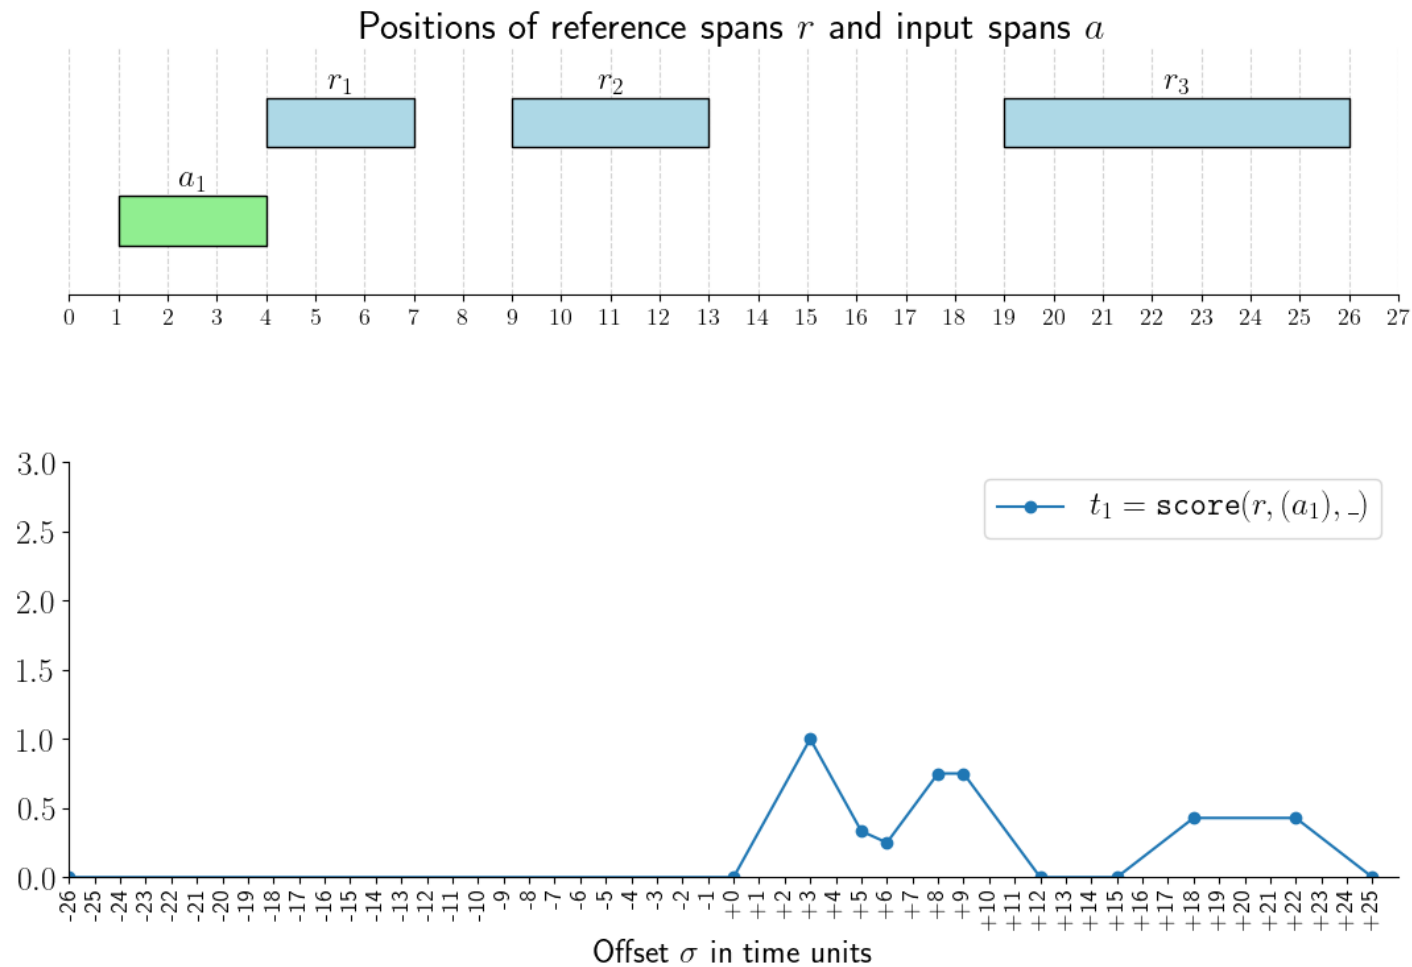 Positions of reference spans r and input spans a
r₁ r₂ r₃
a₁
0 1 2 3 4 5 6 7 8 9 10 11 12 13 14 15 16 17 18 19 20 21 22 23 24 25 26 27
3.0
t₁ = score(r, (a₁), _)
2.5
2.0
1.5
1.0
0.5
0.0
-26 -25 -24 -23 -22 -21 -20 -19 -18 -17 -16 -15 -14 -13 -12 -11 -10 -9 -8 -7 -6 -5 -4 -3 -2 -1 +0 +1 +2 +3 +4 +5 +6 +7 +8 +9 +10 +11 +12 +13 +14 +15 +16 +17 +18 +19 +20 +21 +22 +23 +24 +25
Offset σ in time units